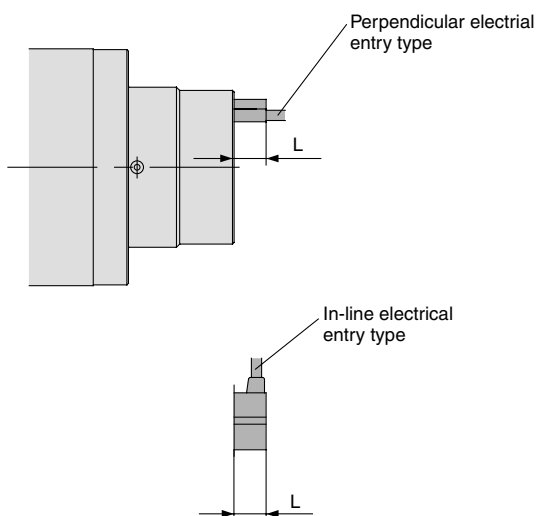 Perpendicular electrial
entry type
L
In-line electrical
entry type
L